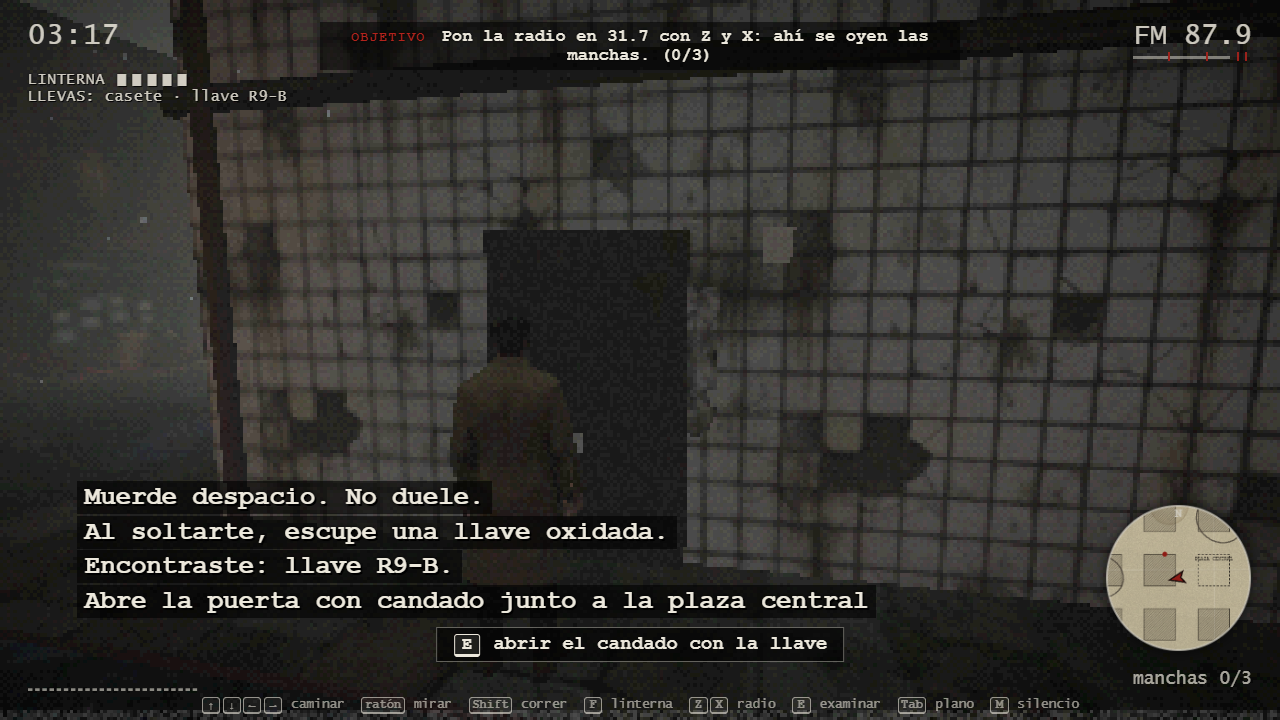 03:17
OBJETIVO Pon la radio en 31.7 con Z y X: ahí se oyen las
manchas. (0/3)
FM 87.9
LINTERNA
LLEVAS: casete · llave R9-B
Muerde despacio. No duele.
Al soltarte, escupe una llave oxidada.
Encontraste: llave R9-B.
Abre la puerta con candado junto a la plaza central
E abrir el candado con la llave
N
manchas 0/3
↑ ↓ ← → caminar ratón mirar Shift correr F linterna Z X radio E examinar Tab plano M silencio